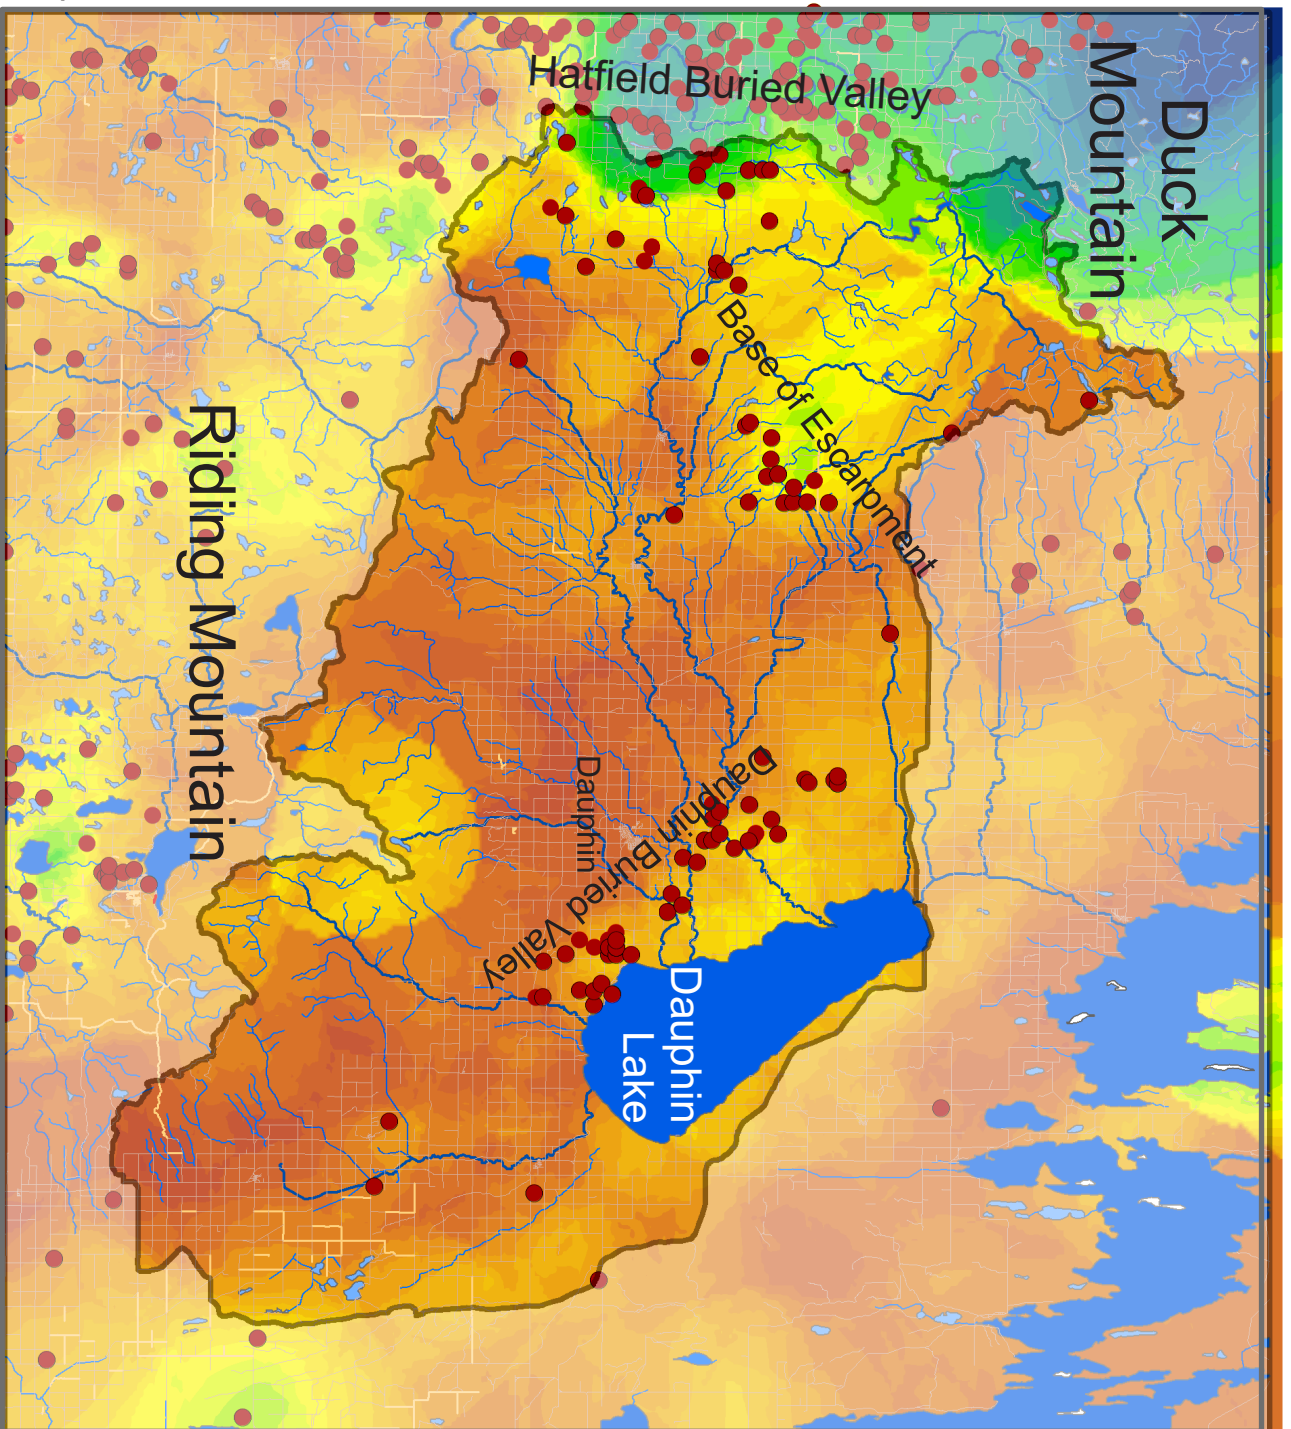 Hatfield Buried Valley
Duck
Mountain
Base of Escarpment
Riding Mountain
Dauphin Buried Valley
Dauphin
Dauphin
Lake